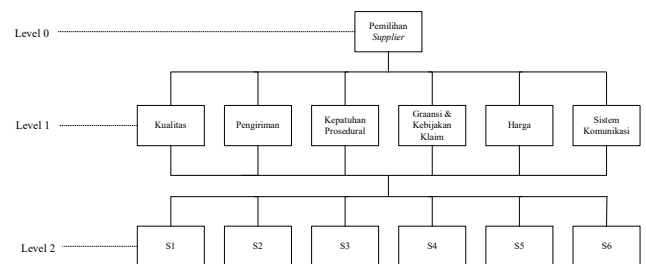 Level 0
Pemilihan
Supplier
Level 1
Kualitas
Pengiriman
Kepatuhan
Prosedural
Graansi &
Kebijakan
Klaim
Harga
Sistem
Komunikasi
Level 2
S1
S2
S3
S4
S5
S6